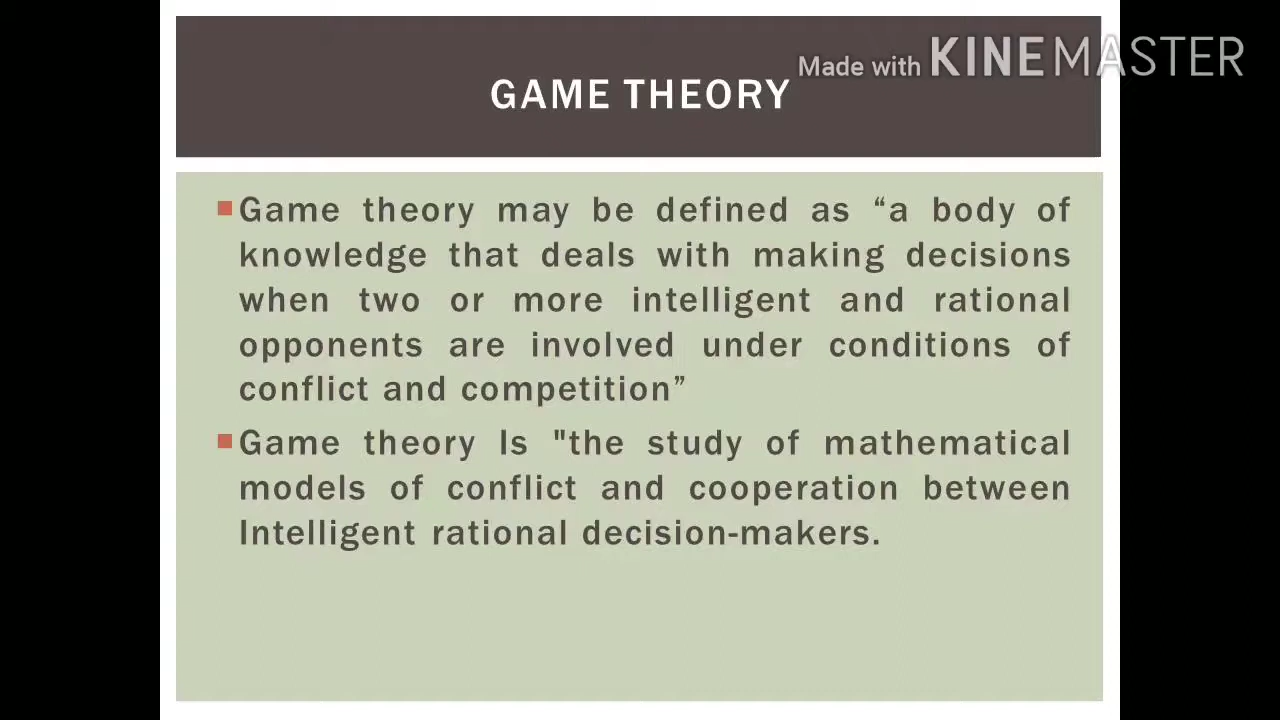 Made with KINEMASTER
GAME THEORY
Game theory may be defined as “a body of
knowledge that deals with making decisions
when two or more intelligent and rational
opponents are involved under conditions of
conflict and competition”
Game theory Is "the study of mathematical
models of conflict and cooperation between
Intelligent rational decision-makers.